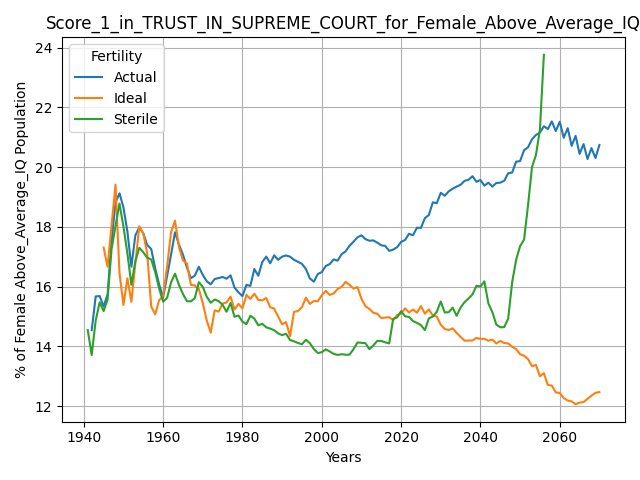 Score_1_in_TRUST_IN_SUPREME_COURT_for_Female_Above_Average_IQ
Fertility
Actual
Ideal
Sterile
% of Female Above_Average_IQ Population
24
22
20
18
16
14
12
1940
1960
1980
2000
2020
2040
2060
Years